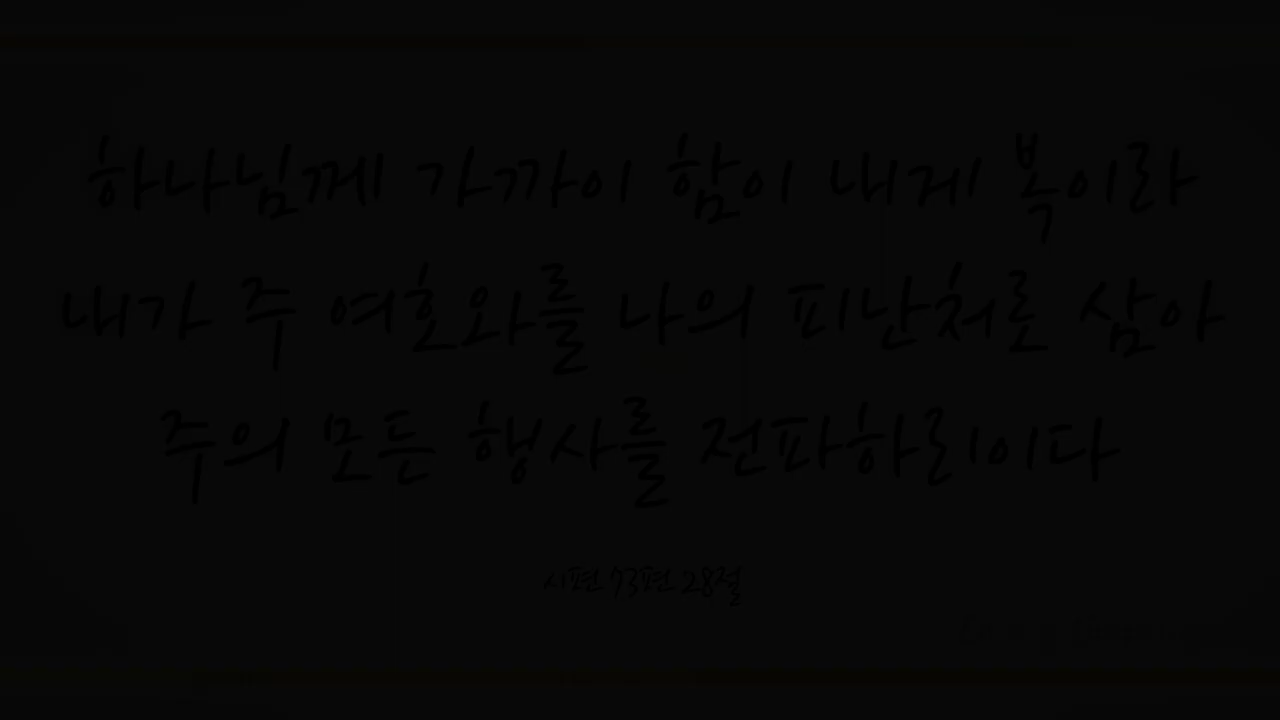 하나님께 가까이 함이 내게 복이라
내가 주 여호와를 나의 피난처로 삼아
주의 모든 행사를 전파하리이다
시편 73편 28절